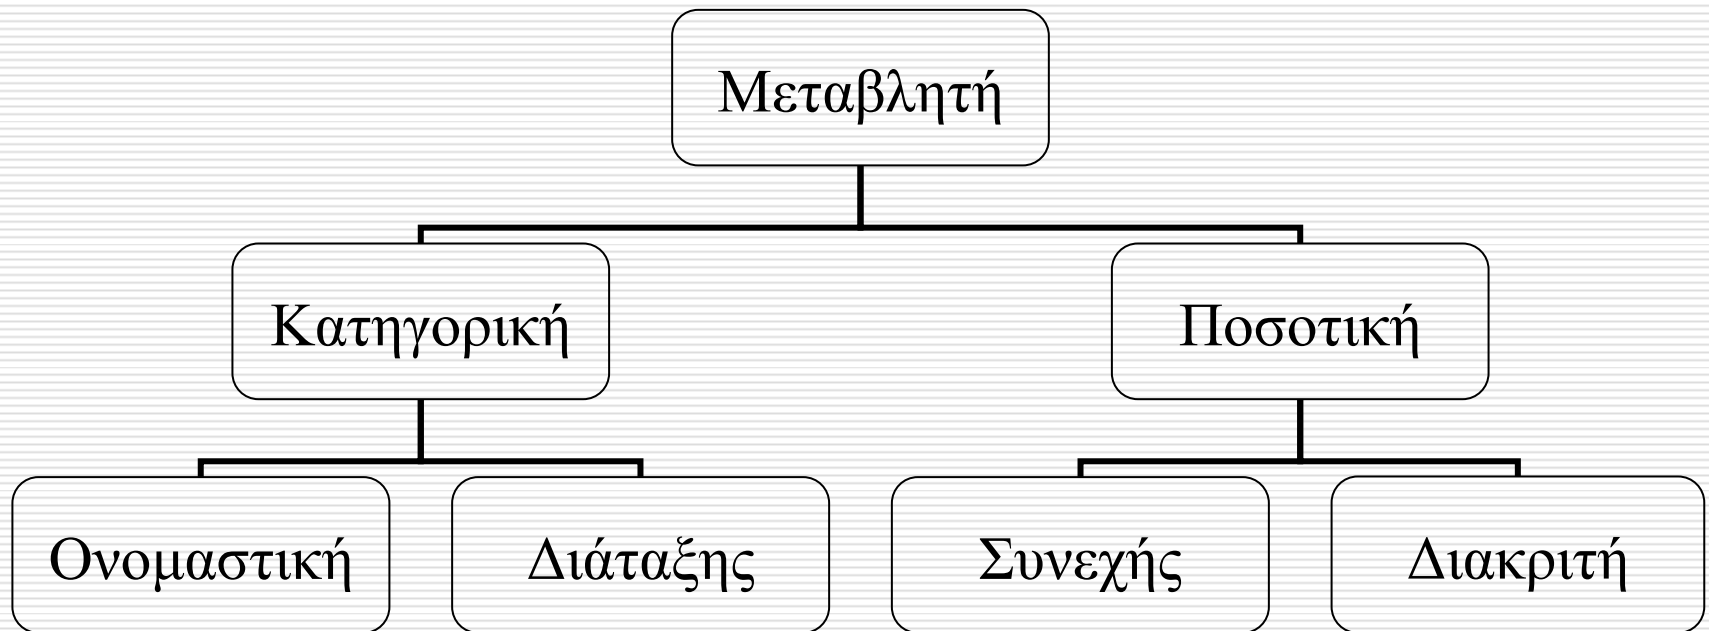 Μεταβλητή
Κατηγορική
Ποσοτική
Ονομαστική
Διάταξης
Συνεχής
Διακριτή